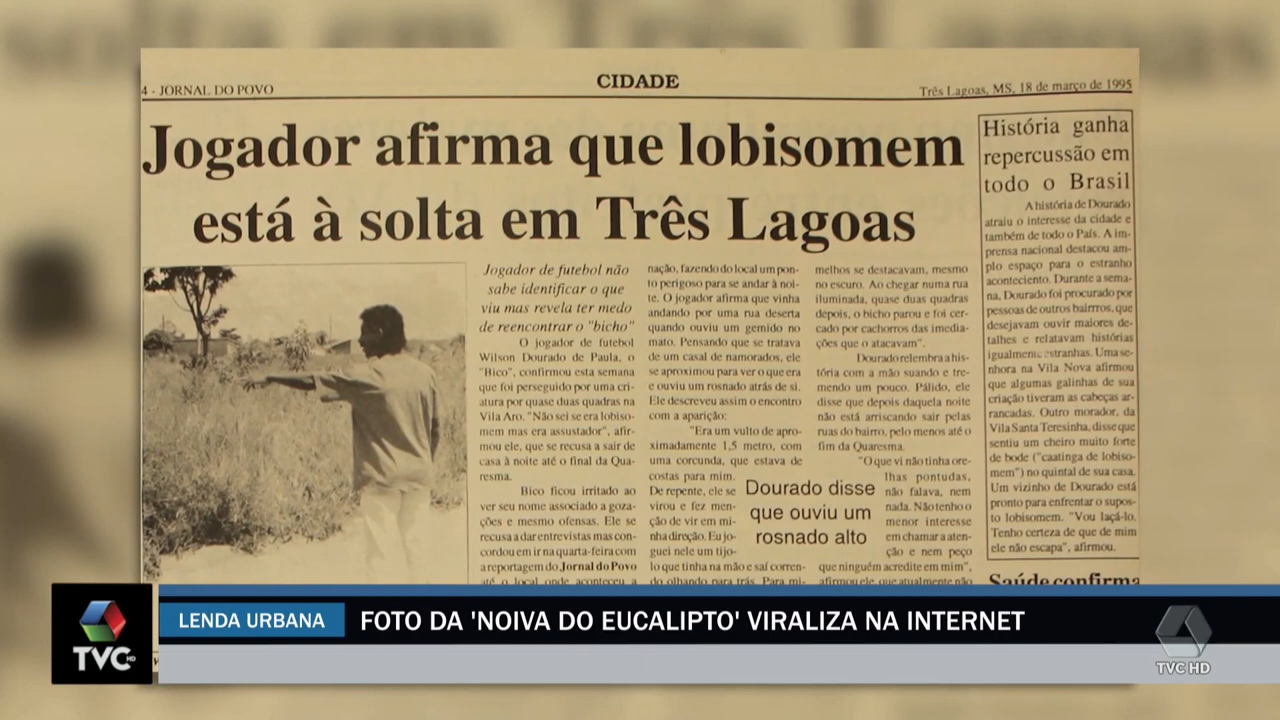 4 - JORNAL DO POVO
CIDADE
Três Lagoas, MS, 18 de março de 1995
Jogador afirma que lobisomem
está à solta em Três Lagoas
Jogador de futebol não
sabe identificar o que
viu mas revela ter medo
de reencontrar o "bicho"
O jogador de futebol
Wilson Dourado de Paula, o
"Bico", confirmou esta semana
que foi perseguido por uma cri-
atura por quase duas quadras na
Vila Aro. "Não sei se era lobiso-
mem mas era assustador", afir-
mou ele, que se recusa a sair de
casa à noite até o final da Qua-
resma.
Bico ficou irritado ao
ver seu nome associado a goza-
ções e mesmo ofensas. Ele se
recusa a dar entrevistas mas con-
cordou em ir na quarta-feira com
a reportagem do Jornal do Povo
até o local onde aconteceu a
nação, fazendo do local um pon-
to perigoso para se andar à noi-
te. O jogador afirma que vinha
andando por uma rua deserta
quando ouviu um gemido no
mato. Pensando que se tratava
de um casal de namorados, ele
se aproximou para ver o que era
e ouviu um rosnado atrás de si.
Ele descreveu assim o encontro
com a aparição:
"Era um vulto de apro-
ximadamente 1,5 metro, com
uma corcunda, que estava de
costas para mim.
De repente, ele se
virou e fez men-
ção de vir em mi-
nha direção. Eu jo-
guei nele um tijo-
lo que tinha na mão e saí corren-
do olhando para trás. Para mi-
Dourado disse
que ouviu um
rosnado alto
melhos se destacavam, mesmo
no escuro. Ao chegar numa rua
iluminada, quase duas quadras
depois, o bicho parou e foi cer-
cado por cachorros das imedia-
ções que o atacavam".
Dourado relembra a his-
tória com a mão suando e tre-
mendo um pouco. Pálido, ele
disse que depois daquela noite
não está arriscando sair pelas
ruas do bairro, pelo menos até o
fim da Quaresma.
"O que vi não tinha ore-
lhas pontudas,
não falava, nem
nada. Não tenho o
menor interesse
em chamar a aten-
ção e nem peço
que ninguém acredite em mim",
afirmou ele, que atualmente não
História ganha
repercussão em
todo o Brasil
A história de Dourado
atraiu o interesse da cidade e
também de todo o País. A im-
prensa nacional destacou am-
plo espaço para o estranho
acontecimento. Durante a sema-
na, Dourado foi procurado por
pessoas de outros bairrros, que
desejavam ouvir maiores de-
talhes e relatavam histórias
igualmente estranhas. Uma se-
nhora na Vila Nova afirmou
que algumas galinhas de sua
criação tiveram as cabeças ar-
rancadas. Outro morador, da
Vila Santa Teresinha, disse que
sentiu um cheiro muito forte
de bode ("caatinga de lobiso-
mem") no quintal de sua casa.
Um vizinho de Dourado está
pronto para enfrentar o supos-
to lobisomem. "Vou laçá-lo.
Tenho certeza de que de mim
ele não escapa", afirmou.
Saúde confirma
LENDA URBANA
FOTO DA 'NOIVA DO EUCALIPTO' VIRALIZA NA INTERNET
TVC HD
TVC HD